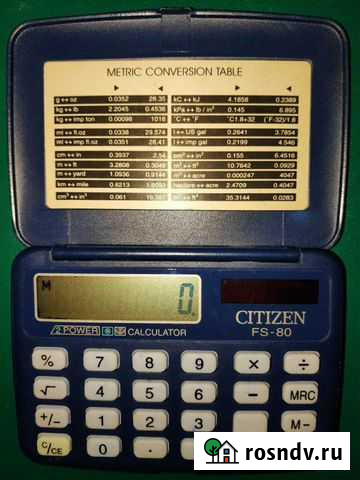 METRIC CONVERSION TABLE
g ↔ oz 0.0352 28.35 kC ↔ kJ 4.1858 0.2389
kg ↔ lb 2.2045 0.4536 kPa ↔ lb / in² 0.145 6.895
kg ↔ imp ton 0.00098 1016 °C ↔ °F °C1.8+32 (°F-32)/1.8
ml ↔ fl.oz 0.0338 29.574 l ↔ US gal 0.2641 3.7854
ml ↔ imp fl.oz 0.0351 28.41 l ↔ imp gal 0.2199 4.546
cm ↔ in 0.3937 2.54 cm² ↔ in² 0.155 6.4516
m ↔ ft 3.2808 0.3048 m² ↔ ft² 10.7642 0.0929
m ↔ yard 1.0936 0.9144 m² ↔ acre 0.000247 4047
km ↔ mile 0.6213 1.6093 hectare ↔ acre 2.4709 0.4047
cm³ ↔ in³ 0.061 16.387 m³ ↔ ft³ 35.3144 0.0283
M 0.
2 POWER CALCULATOR
CITIZEN
FS-80
% 7 8 9 × ÷
√ 4 5 6 − MRC
+/− 1 2 3 M−
C/CE 0 ·
rosndv.ru